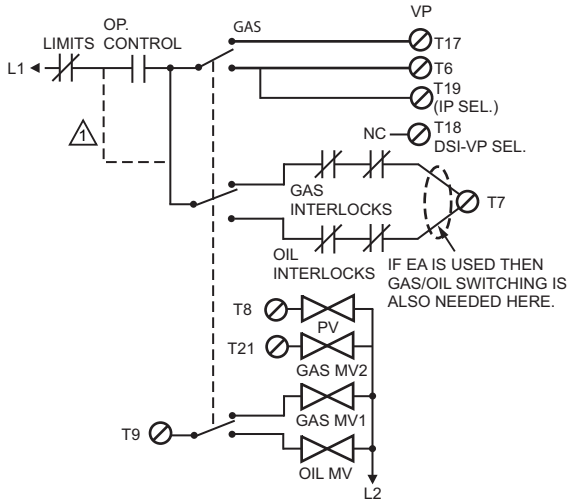 OP.
CONTROL
LIMITS
L1
GAS
VP
T17
T6
T19
(IP SEL.)
1
NC
T18
DSI-VP SEL.
GAS
INTERLOCKS
T7
OIL
INTERLOCKS
IF EA IS USED THEN
GAS/OIL SWITCHING IS
ALSO NEEDED HERE.
T8
PV
T21
GAS MV2
GAS MV1
T9
OIL MV
L2